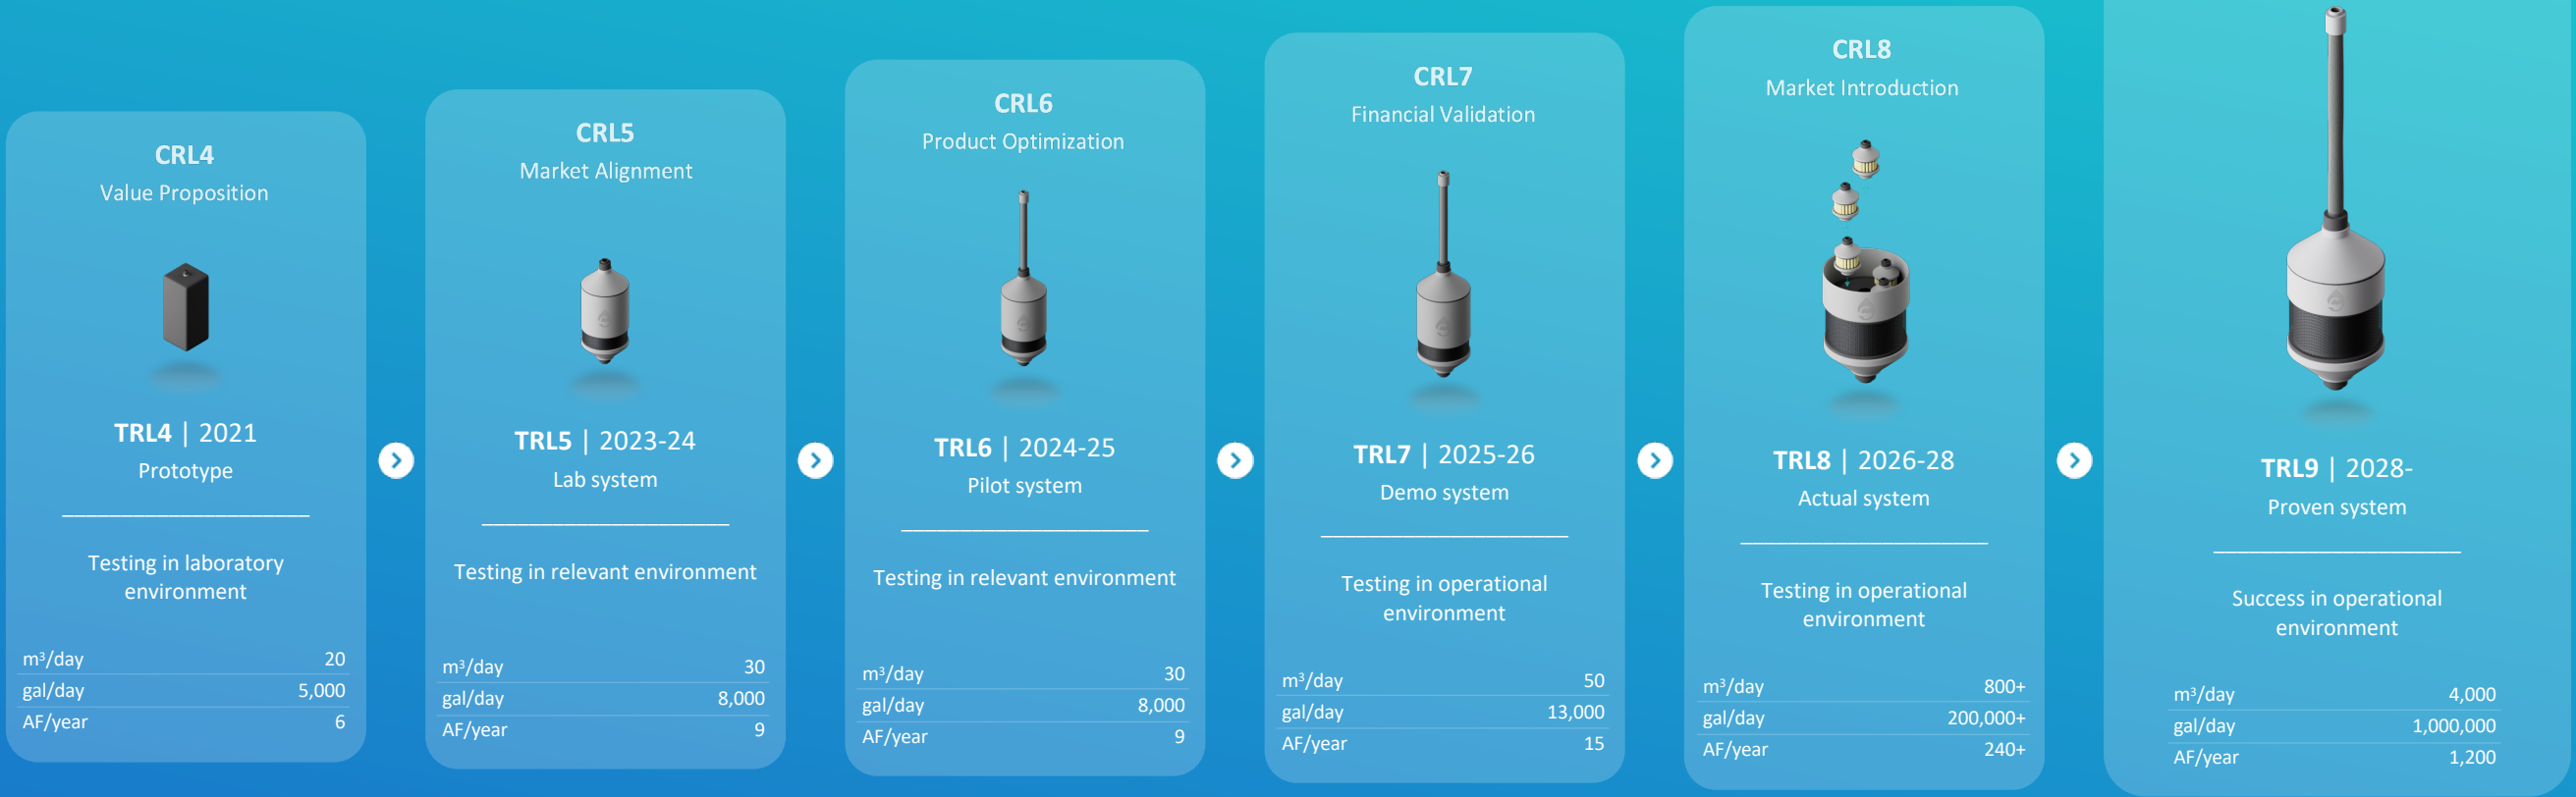 CRL4
Value Proposition
TRL4 | 2021
Prototype
Testing in laboratory
environment
m³/day 20
gal/day 5,000
AF/year 6
CRL5
Market Alignment
TRL5 | 2023-24
Lab system
Testing in relevant environment
m³/day 30
gal/day 8,000
AF/year 9
CRL6
Product Optimization
TRL6 | 2024-25
Pilot system
Testing in relevant environment
m³/day 30
gal/day 8,000
AF/year 9
CRL7
Financial Validation
TRL7 | 2025-26
Demo system
Testing in operational
environment
m³/day 50
gal/day 13,000
AF/year 15
CRL8
Market Introduction
TRL8 | 2026-28
Actual system
Testing in operational
environment
m³/day 800+
gal/day 200,000+
AF/year 240+
TRL9 | 2028-
Proven system
Success in operational
environment
m³/day 4,000
gal/day 1,000,000
AF/year 1,200